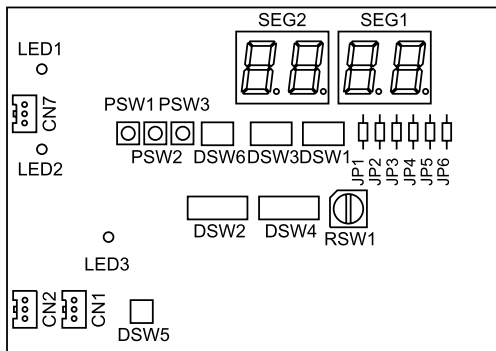 SEG2 SEG1
LED1
CN7
PSW1 PSW3
LED2
PSW2 DSW6 DSW3 DSW1
JP1 JP2 JP3 JP4 JP5 JP6
DSW2 DSW4 RSW1
LED3
CN2 CN1
DSW5